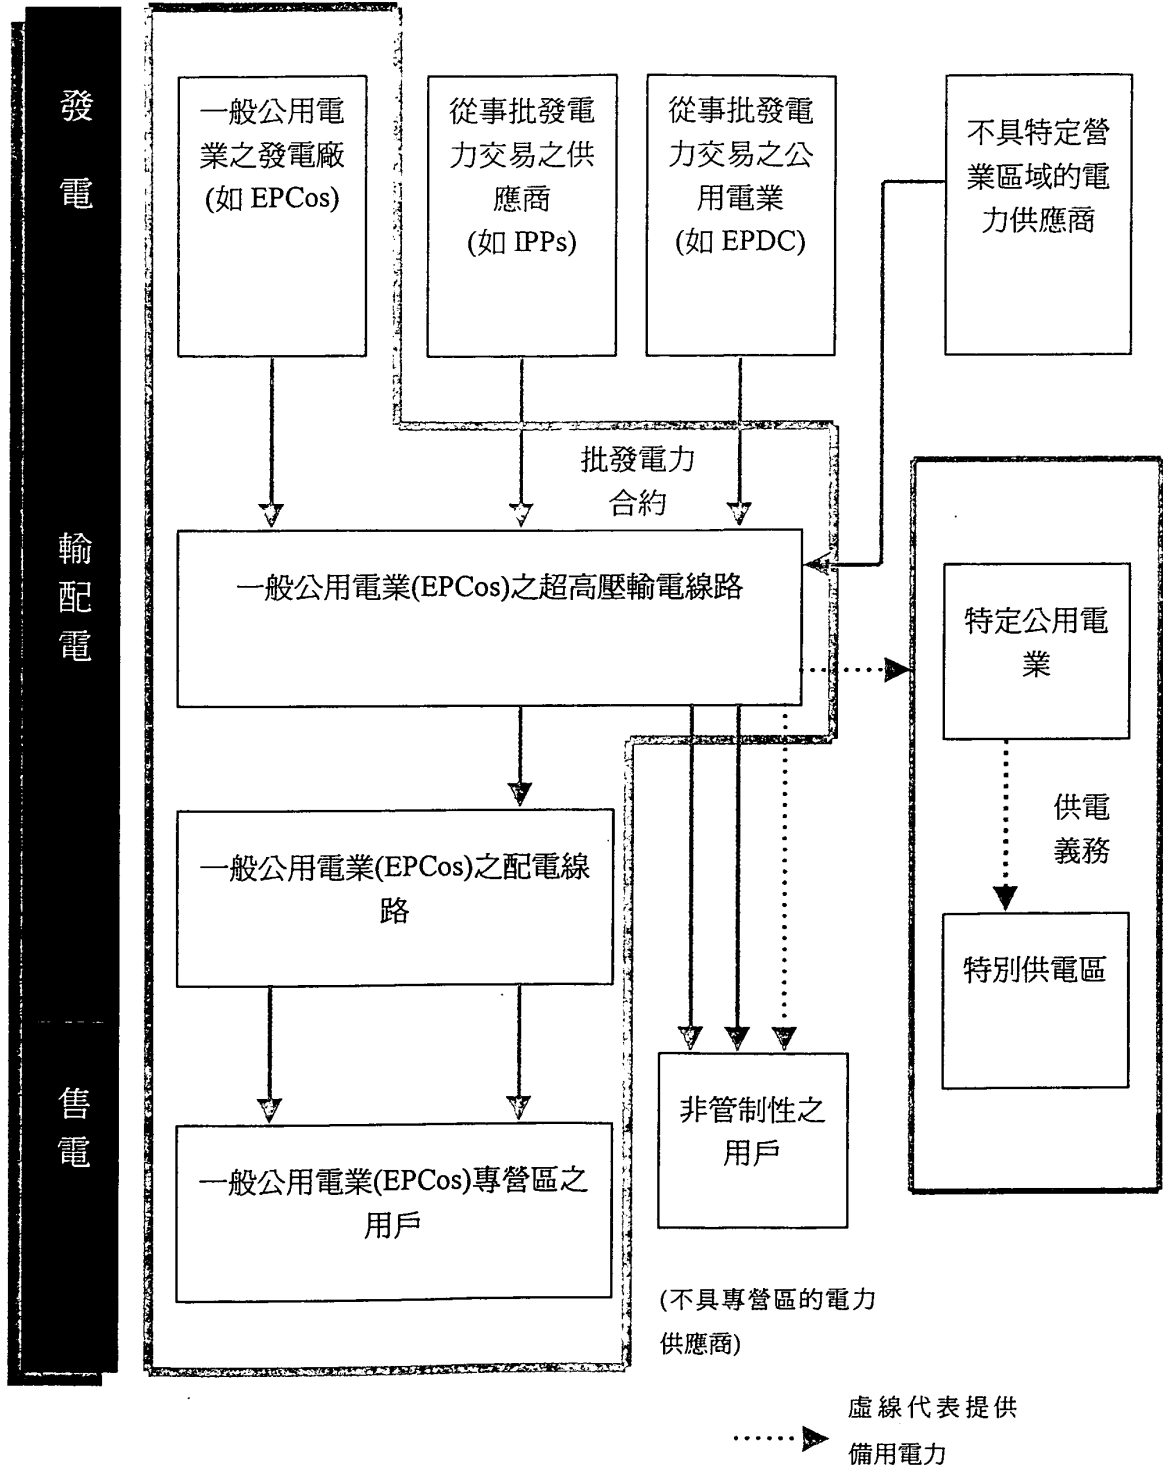 發
電
一般公用電
業之發電廠
(如 EPCos)
從事批發電
力交易之供
應商
(如 IPPs)
從事批發電
力交易之公
用電業
(如 EPDC)
不具特定營
業區域的電
力供應商
批發電力
合約
輸
配
電
一般公用電業(EPCos)之超高壓輸電線路
特定公用電
業
供電
義務
一般公用電業(EPCos)之配電線
路
特別供電區
售
電
一般公用電業(EPCos)專營區之
用戶
非管制性之
用戶
(不具專營區的電力
供應商)
虛線代表提供
備用電力